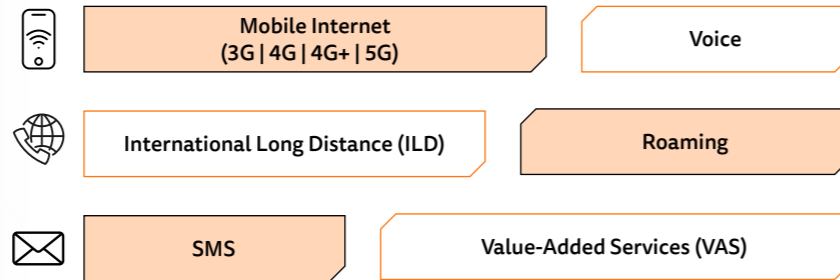 Mobile Internet
(3G | 4G | 4G+ | 5G)
Voice
International Long Distance (ILD)
Roaming
SMS
Value-Added Services (VAS)